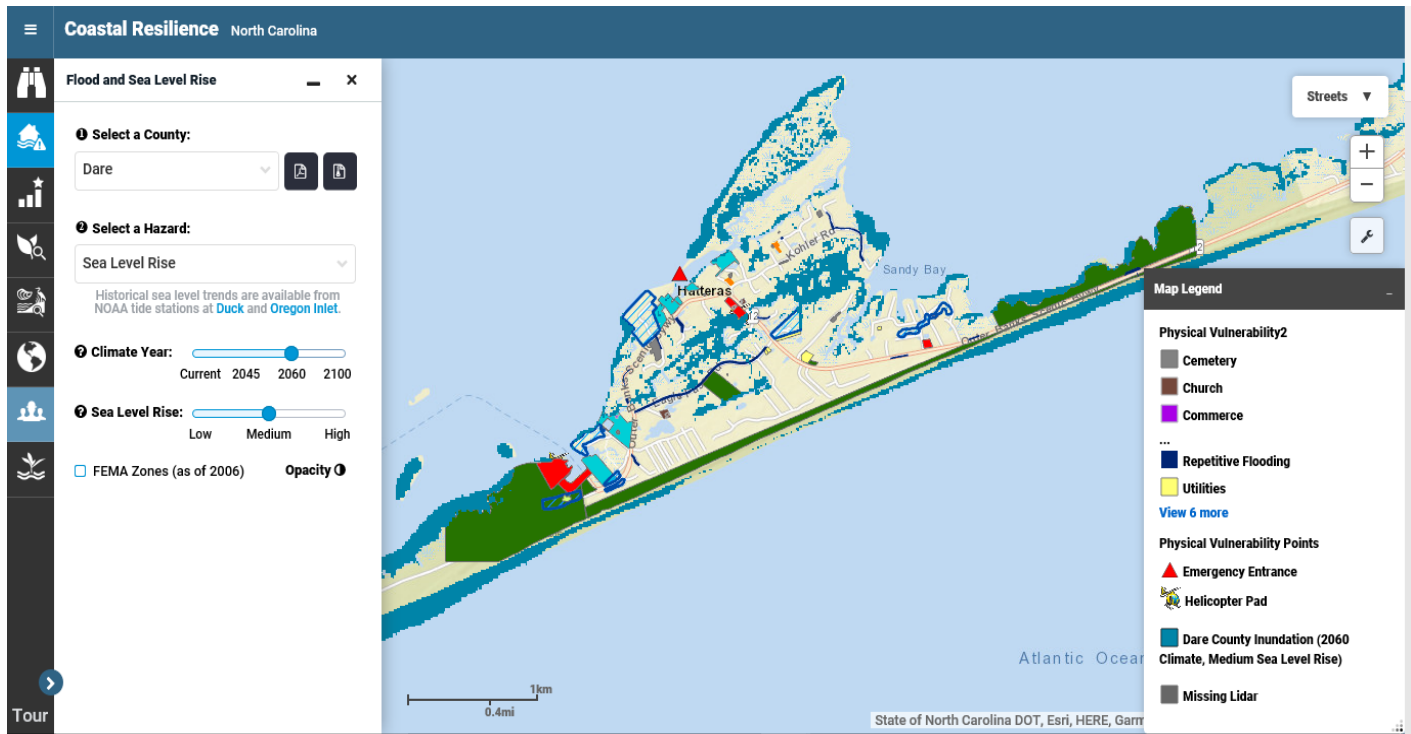 Coastal Resilience North Carolina
Flood and Sea Level Rise
Select a County:
Dare
Select a Hazard:
Sea Level Rise
Historical sea level trends are available from
NOAA tide stations at Duck and Oregon Inlet.
Climate Year:
Current 2045 2060 2100
Sea Level Rise:
Low Medium High
FEMA Zones (as of 2006) Opacity
Tour
Streets
Kohler Rd
Sandy Bay
Hatteras
12
12
Atlantic Ocean
1km
0.4mi
State of North Carolina DOT, Esri, HERE, Garm
Map Legend
Physical Vulnerability2
Cemetery
Church
Commerce
...
Repetitive Flooding
Utilities
View 6 more
Physical Vulnerability Points
Emergency Entrance
Helicopter Pad
Dare County Inundation (2060
Climate, Medium Sea Level Rise)
Missing Lidar